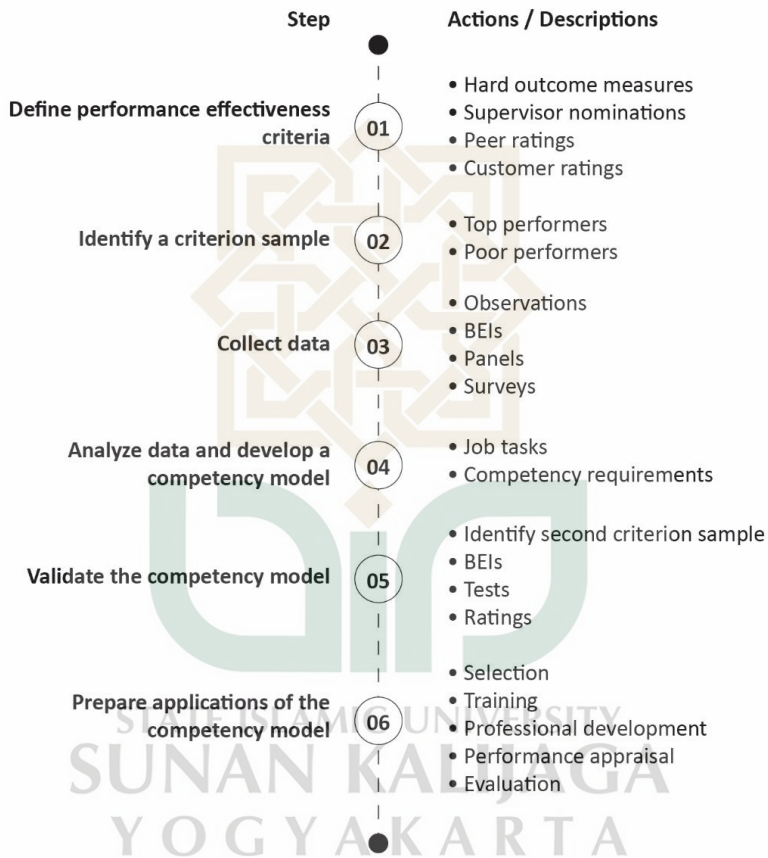 Step
Actions / Descriptions
Define performance effectiveness
criteria
01
• Hard outcome measures
• Supervisor nominations
• Peer ratings
• Customer ratings
Identify a criterion sample
02
• Top performers
• Poor performers
Collect data
03
• Observations
• BEIs
• Panels
• Surveys
Analyze data and develop a
competency model
04
• Job tasks
• Competency requirements
Validate the competency model
05
• Identify second criterion sample
• BEIs
• Tests
• Ratings
Prepare applications of the
competency model
06
• Selection
• Training
• Professional development
• Performance appraisal
• Evaluation
STATE ISLAMIC UNIVERSITY
SUNAN KALIJAGA
YOGYAKARTA